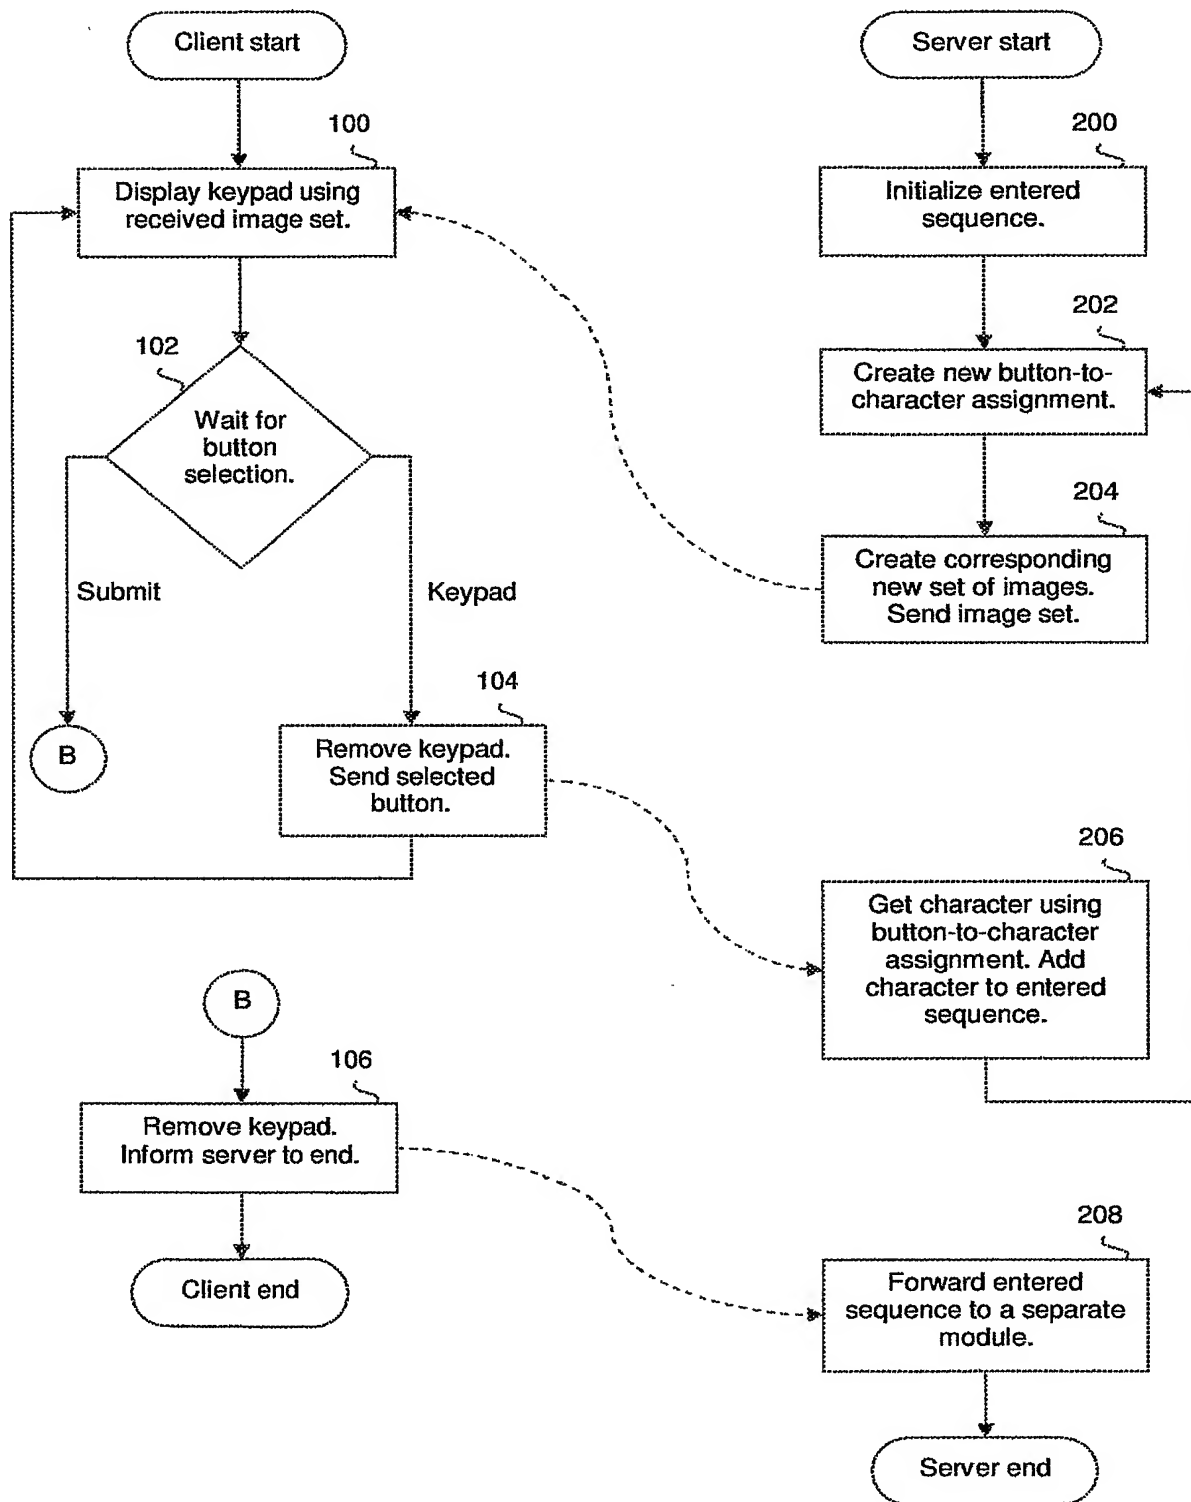 Client start
Server start
100
Display keypad using
received image set.
200
Initialize entered
sequence.
102
Wait for
button
selection.
202
Create new button-to-
character assignment.
204
Create corresponding
new set of images.
Send image set.
Submit
Keypad
B
104
Remove keypad.
Send selected
button.
206
Get character using
button-to-character
assignment. Add
character to entered
sequence.
B
106
Remove keypad.
Inform server to end.
208
Forward entered
sequence to a separate
module.
Client end
Server end